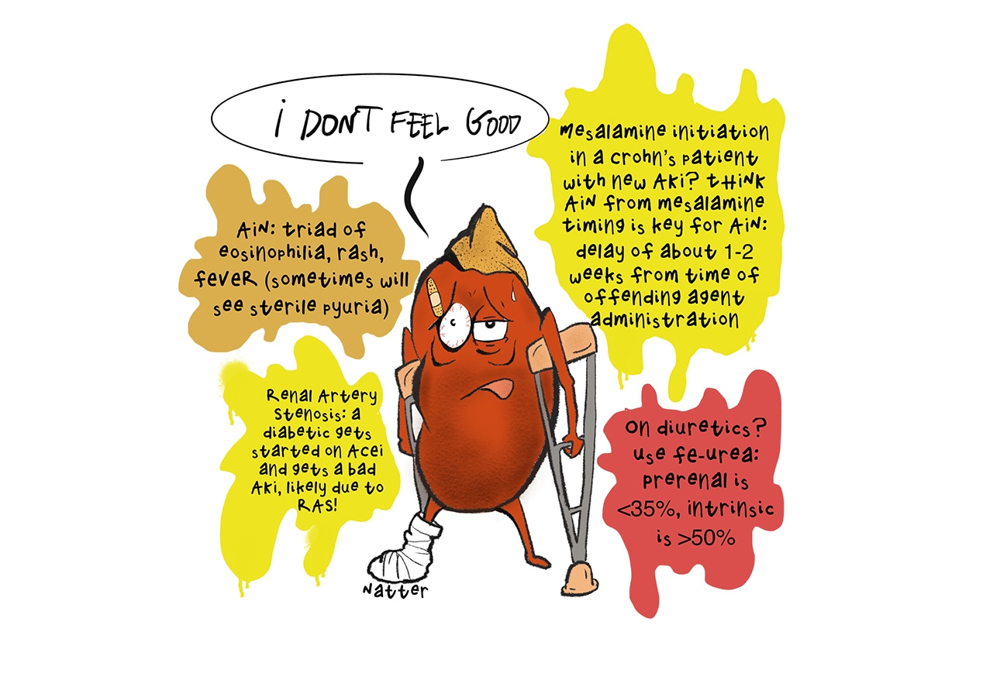 i DON'T FEEL GOOD
AiN: triad of
eosinophilia, rash,
fever (sometimes will
see sterile pyuria)
mesalamine initiation
in a crohn's patient
with new AKi? tHiNK
AiN from mesalamine
timing is key for AiN:
delay of about 1-2
weeks from time of
offending agent
administration
Renal Artery
Stenosis: a
diabetic gets
started on ACEi
and gets a bad
AKi, likely due to
RAS!
on diuretics?
use fe-urea:
prerenal is
<35%, intrinsic
is >50%
Natter